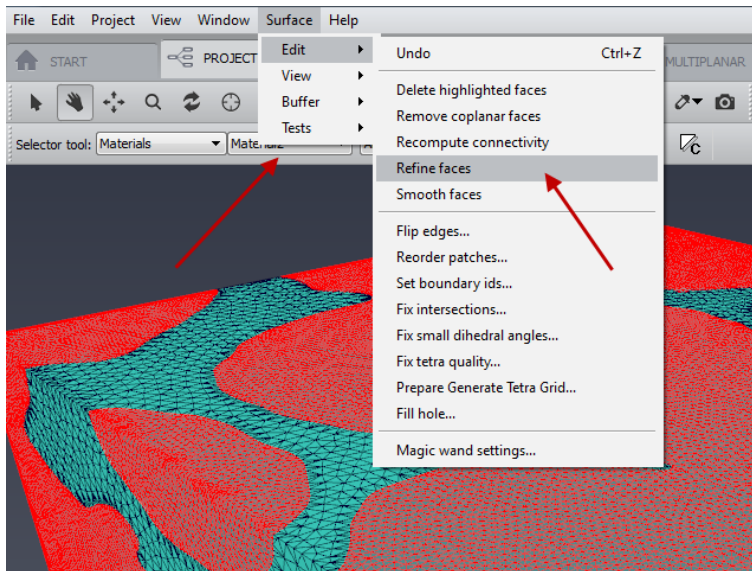 File Edit Project View Window Surface Help
START
PROJECT
MULTIPLANAR
Selector tool: Materials
Edit
View
Buffer
Tests
Undo Ctrl+Z
Delete highlighted faces
Remove coplanar faces
Recompute connectivity
Refine faces
Smooth faces
Flip edges...
Reorder patches...
Set boundary ids...
Fix intersections...
Fix small dihedral angles...
Fix tetra quality...
Prepare Generate Tetra Grid...
Fill hole...
Magic wand settings...